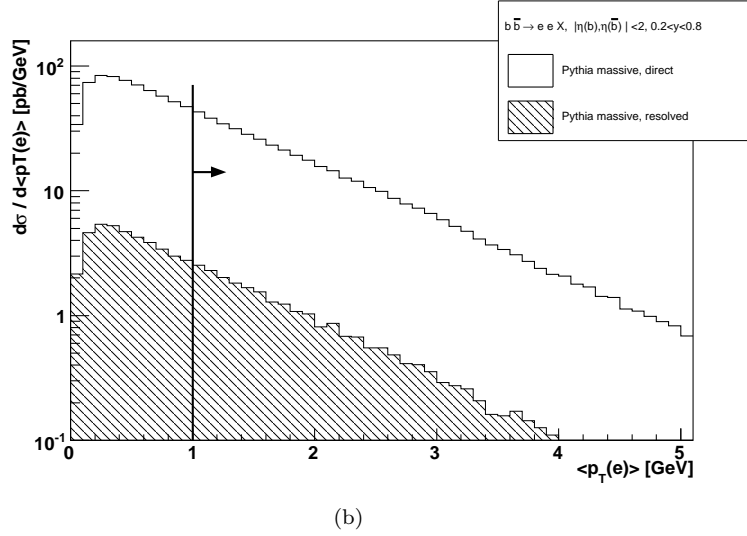 b b̅ → e e X, |η(b),η(b̅) | <2, 0.2<y<0.8
Pythia massive, direct
Pythia massive, resolved
dσ / d<pT(e)> [pb/GeV]
10²
10
1
10⁻¹
0 1 2 3 4 5
<p_T(e)> [GeV]
(b)